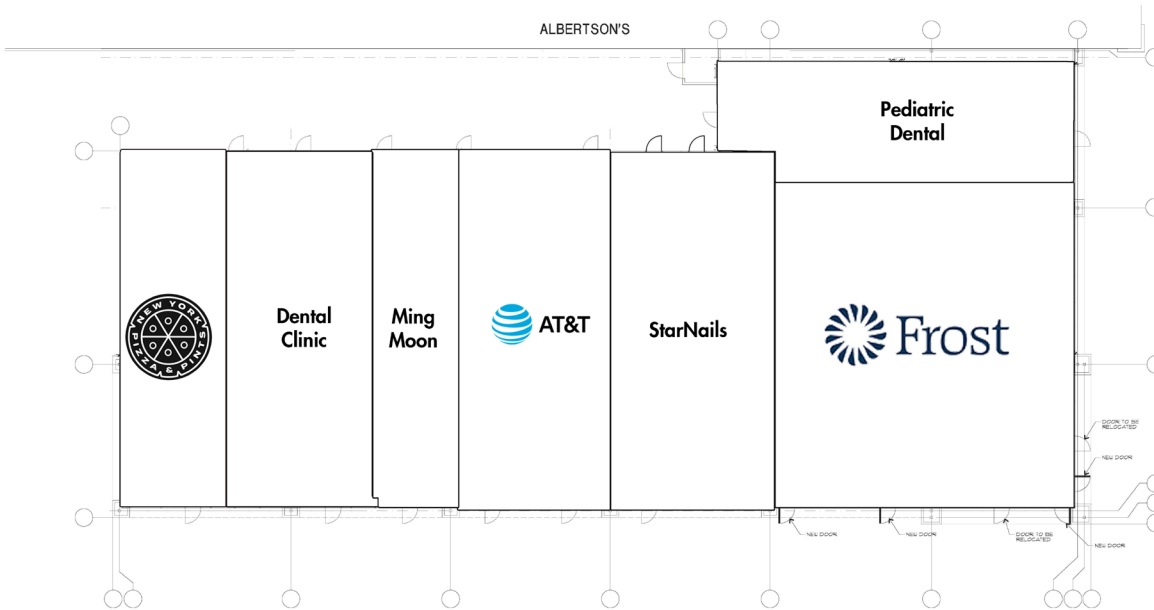 ALBERTSON'S
Pediatric
Dental
NEW YORK
PIZZA & PINTS
Dental
Clinic
Ming
Moon
AT&T
StarNails
Frost
DOOR TO BE
RELOCATED
NEW DOOR
NEW DOOR
NEW DOOR
DOOR TO BE
RELOCATED
NEW DOOR